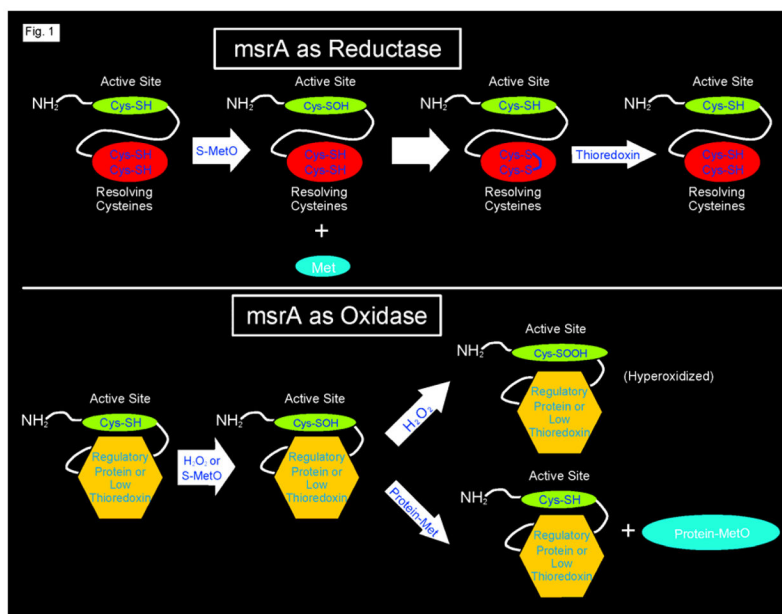 Fig. 1
msrA as Reductase
Active Site
Active Site
Active Site
Active Site
NH2
Cys-SH
NH2
Cys-SOH
NH2
Cys-SH
NH2
Cys-SH
S-MetO
Thioredoxin
Cys-SH
Cys-SH
Cys-SH
Cys-SH
Cys-S
Cys-S
Cys-SH
Cys-SH
Resolving
Cysteines
Resolving
Cysteines
Resolving
Cysteines
Resolving
Cysteines
+
Met
msrA as Oxidase
Active Site
NH2
Cys-SH
Regulatory
Protein or
Low
Thioredoxin
H2O2 or
S-MetO
Active Site
NH2
Cys-SOH
Regulatory
Protein or
Low
Thioredoxin
H2O2
Active Site
NH2
Cys-SOOH
(Hyperoxidized)
Regulatory
Protein or
Low
Thioredoxin
Protein-Met
Active Site
NH2
Cys-SH
Regulatory
Protein or
Low
Thioredoxin
+
Protein-MetO